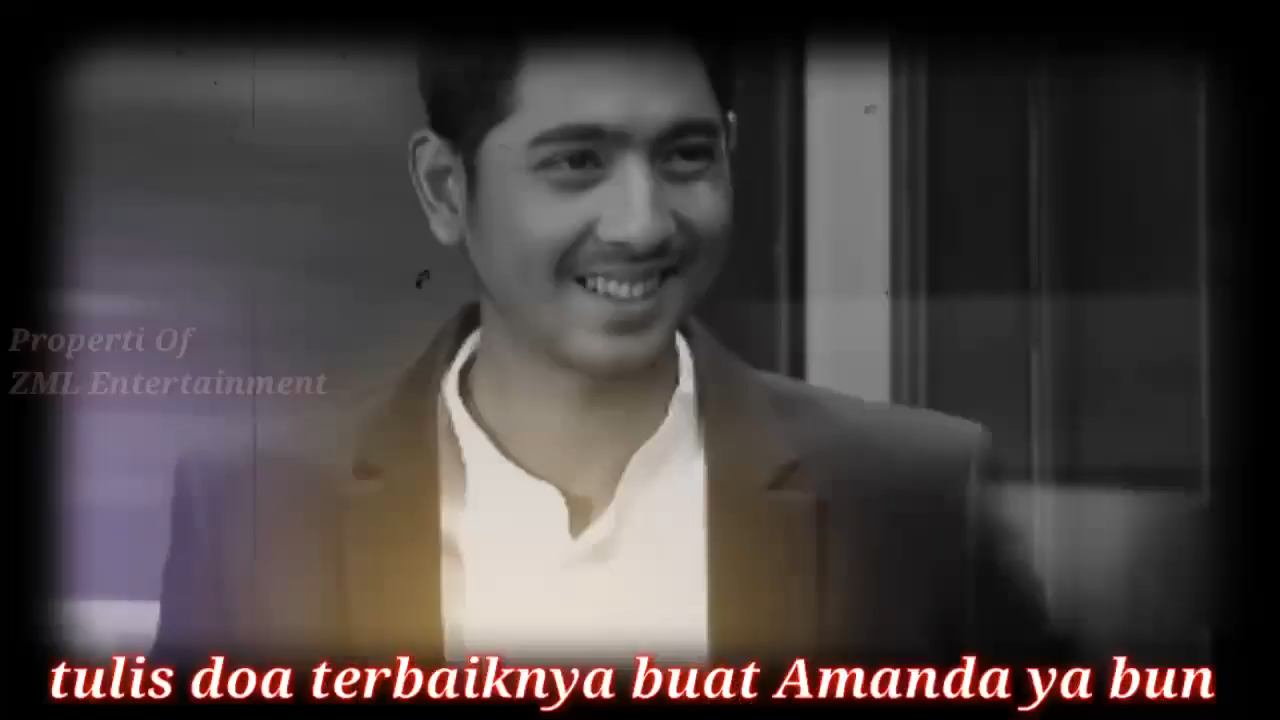 Properti Of
ZML Entertainment
tulis doa terbaiknya buat Amanda ya bun